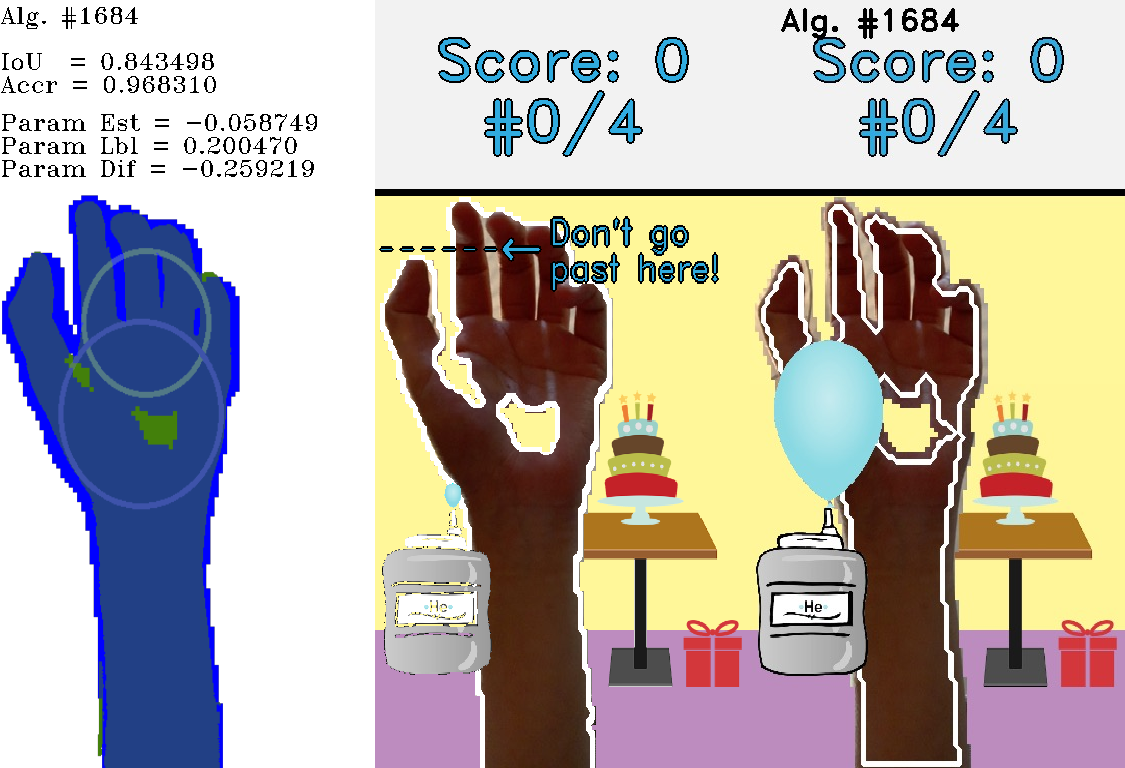 Alg. #1684
IoU = 0.843498
Accr = 0.968310
Param Est = −0.058749
Param Lbl = 0.200470
Param Dif = −0.259219
Score: 0
#0/4
Don't go
past here!
He
Alg. #1684
Score: 0
#0/4
He